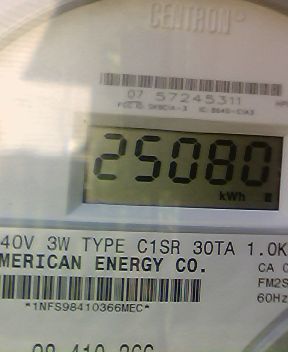 CENTRON®
07 57245311
25080
kWh
40V 3W TYPE C1SR 30TA 1.0K
MERICAN ENERGY CO.
CA 0
FM2S
60Hz
*1NFS98410366MEC*